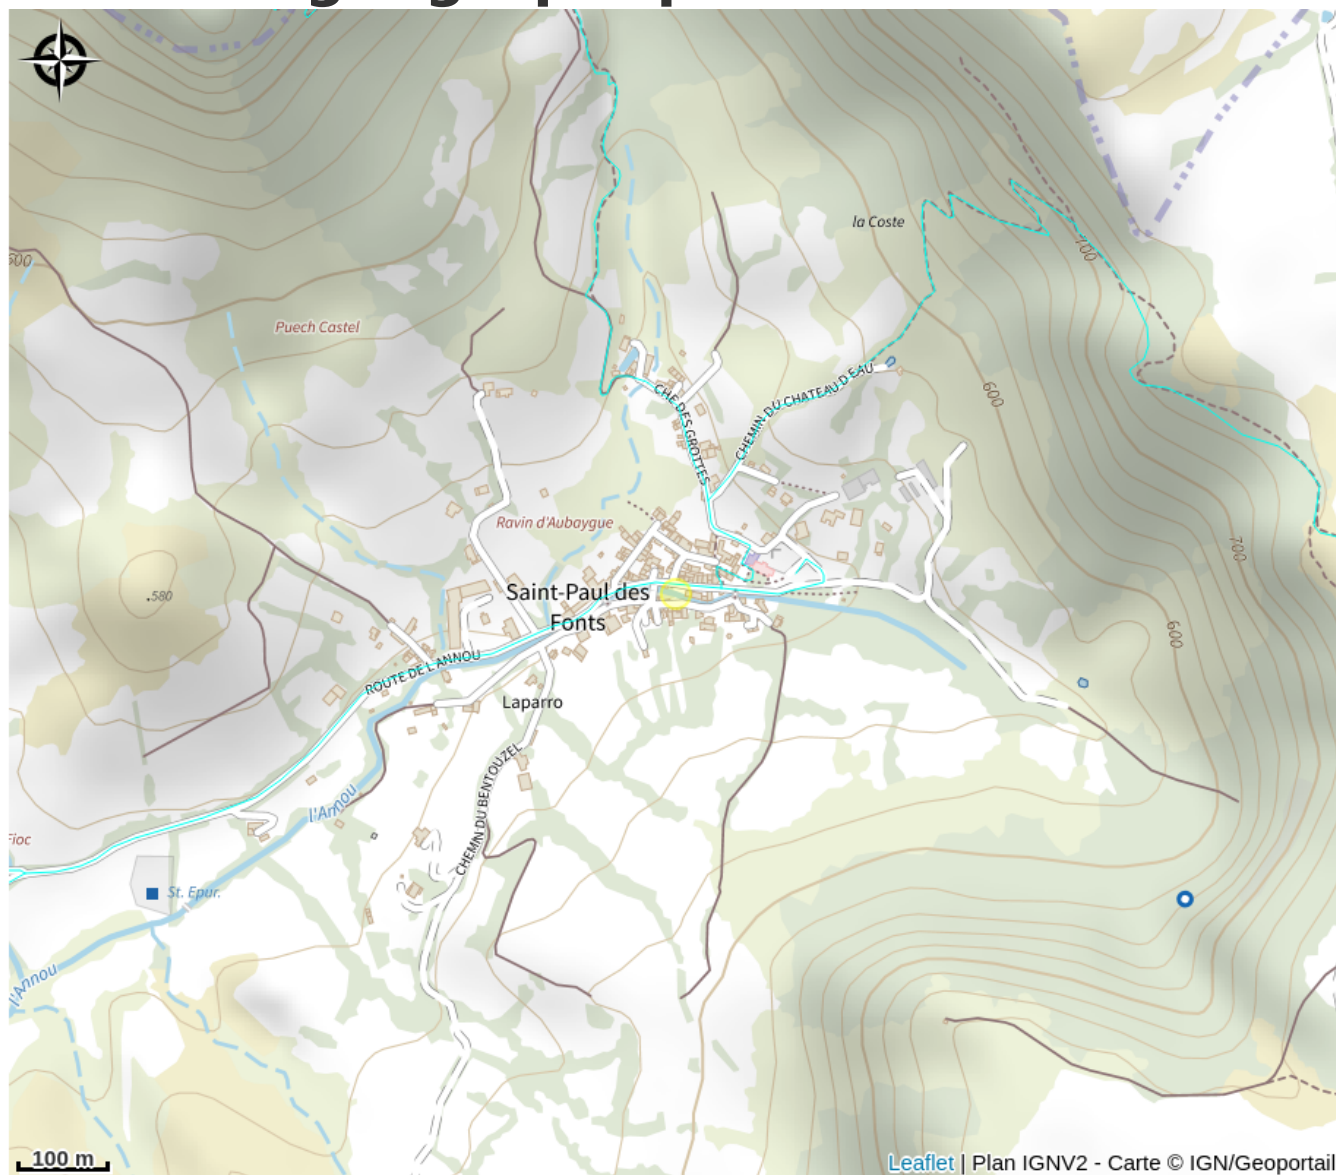 la Coste
700
600
Puech Castel
CHEMIN DU CHATEAU D EAU
CHE DES GROTTES
600
Ravin d'Aubaygue
700
Saint-Paul des
Fonts
.580
600
ROUTE DE L ANNOU
Laparro
CHEMIN DU BENTOUZEL
l'Annou
Fioc
St. Epur.
l'Annou
100 m
Leaflet | Plan IGNV2 - Carte © IGN/Geoportail